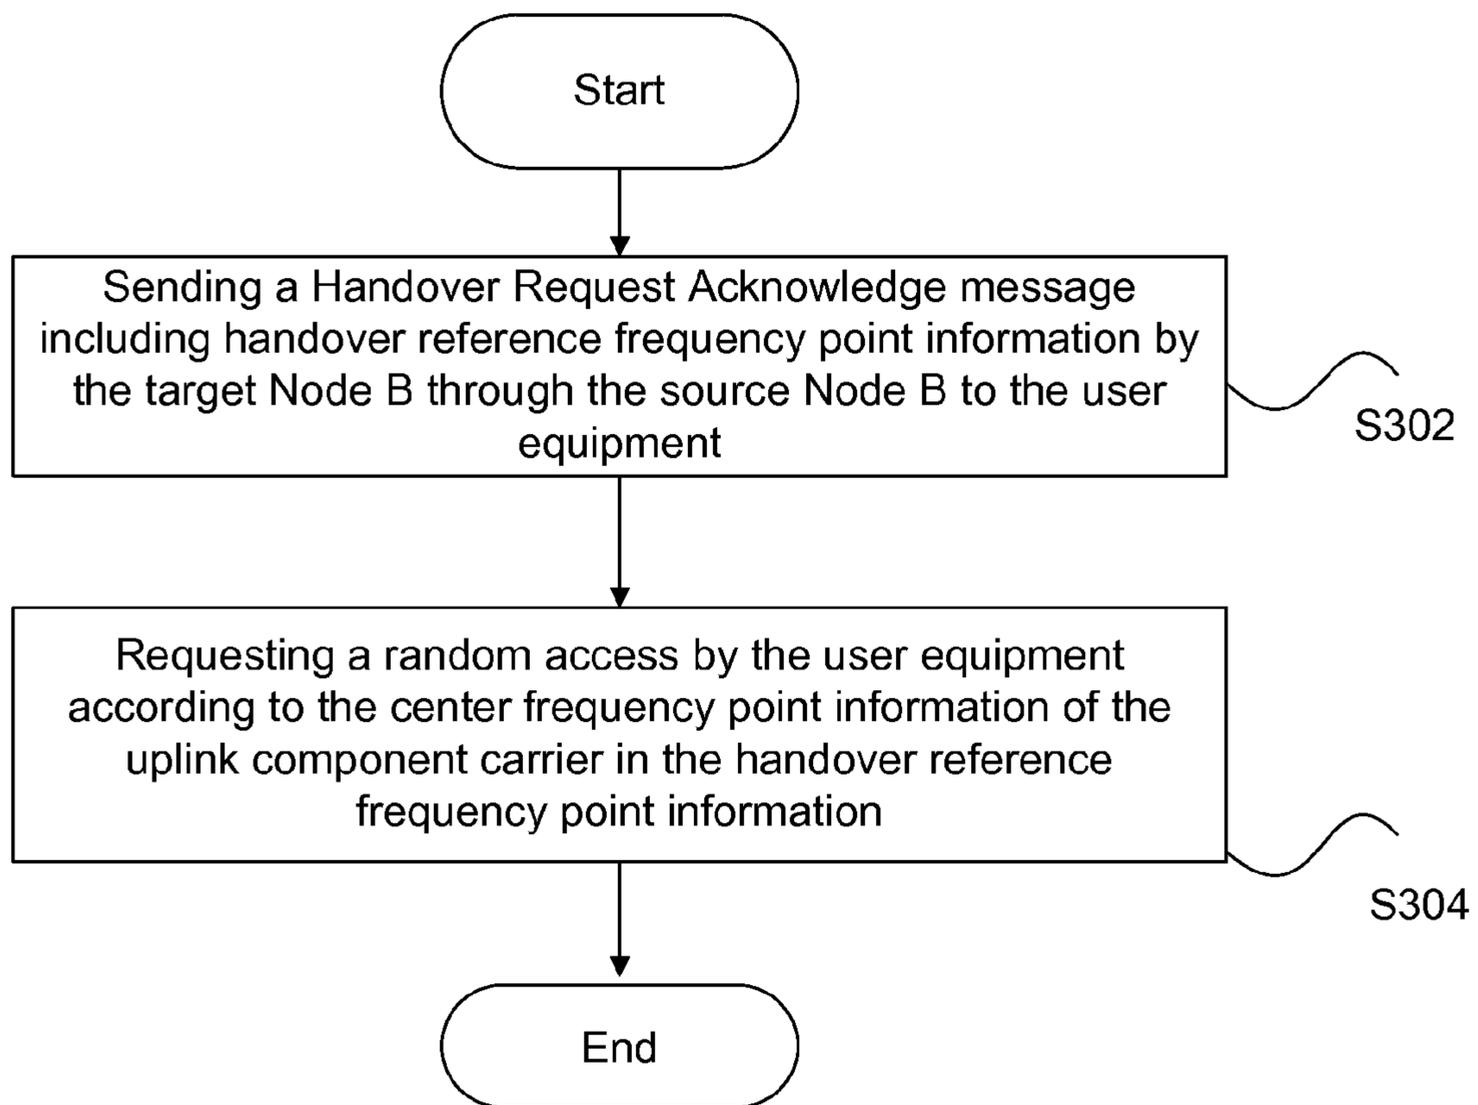 Start
Sending a Handover Request Acknowledge message
including handover reference frequency point information by
the target Node B through the source Node B to the user
equipment
S302
Requesting a random access by the user equipment
according to the center frequency point information of the
uplink component carrier in the handover reference
frequency point information
S304
End